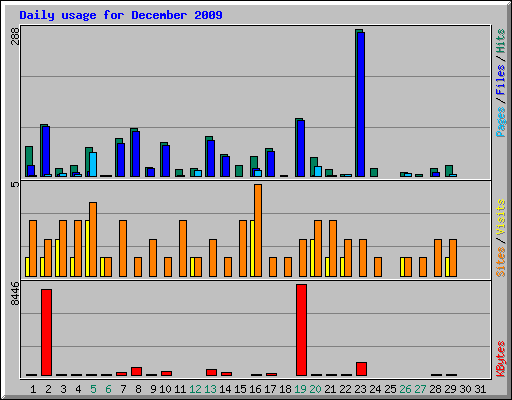 Daily usage for December 2009
288
5
8446
Pages / Files / Hits
Sites / Visits
KBytes
1 2 3 4 5 6 7 8 9 10 11 12 13 14 15 16 17 18 19 20 21 22 23 24 25 26 27 28 29 30 31